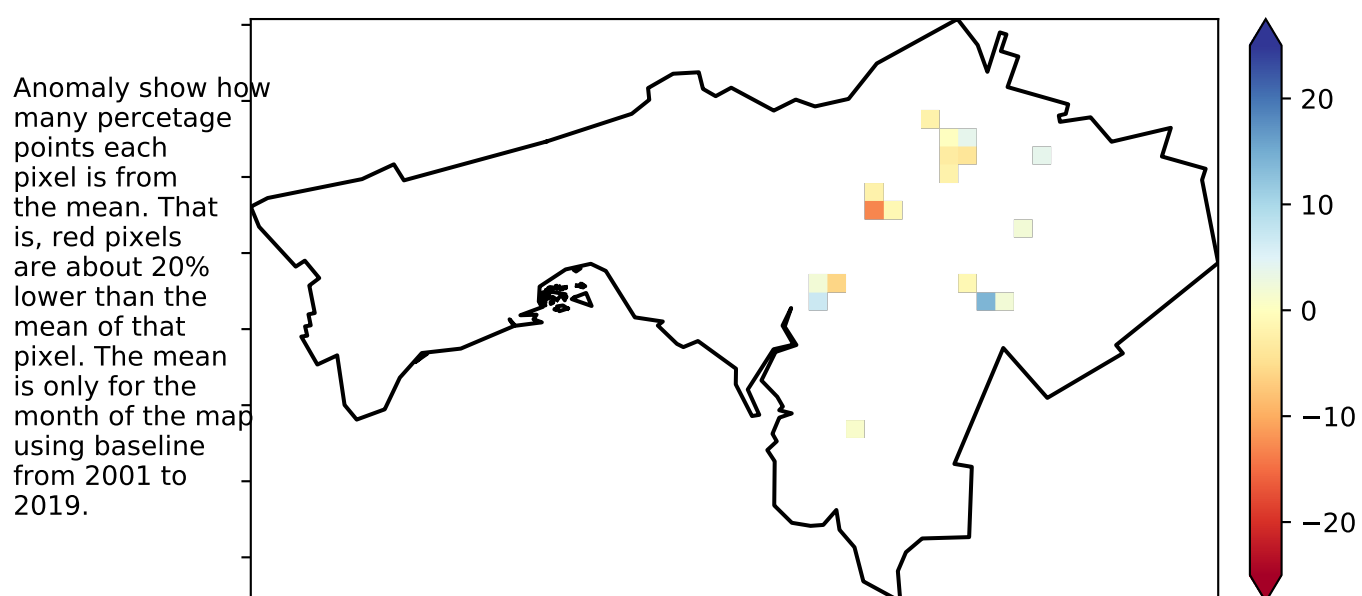 Anomaly show how
many percetage
points each
pixel is from
the mean. That
is, red pixels
are about 20%
lower than the
mean of that
pixel. The mean
is only for the
month of the map
using baseline
from 2001 to
2019.
20
10
0
−10
−20